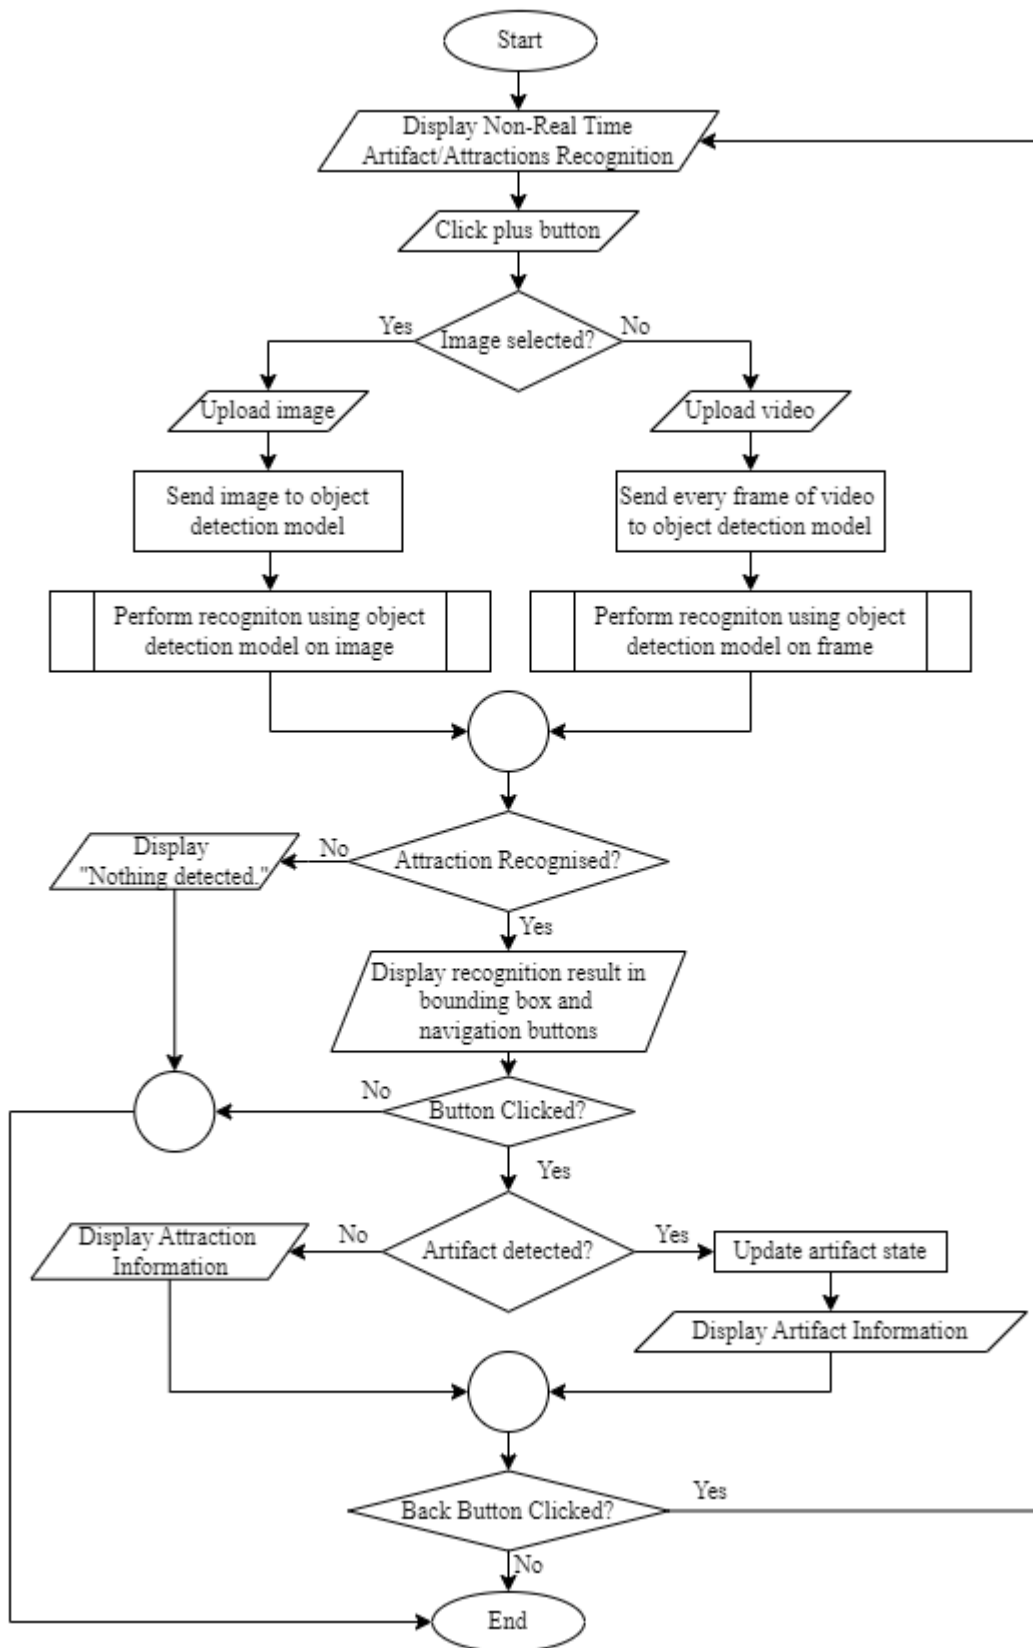 Start
Display Non-Real Time
Artifact/Attractions Recognition
Click plus button
Yes
Image selected?
No
Upload image
Upload video
Send image to object
detection model
Send every frame of video
to object detection model
Perform recogniton using object
detection model on image
Perform recogniton using object
detection model on frame
Display
"Nothing detected."
No
Attraction Recognised?
Yes
Display recognition result in
bounding box and
navigation buttons
No
Button Clicked?
Yes
Display Attraction
Information
No
Artifact detected?
Yes
Update artifact state
Display Artifact Information
Back Button Clicked?
Yes
No
End